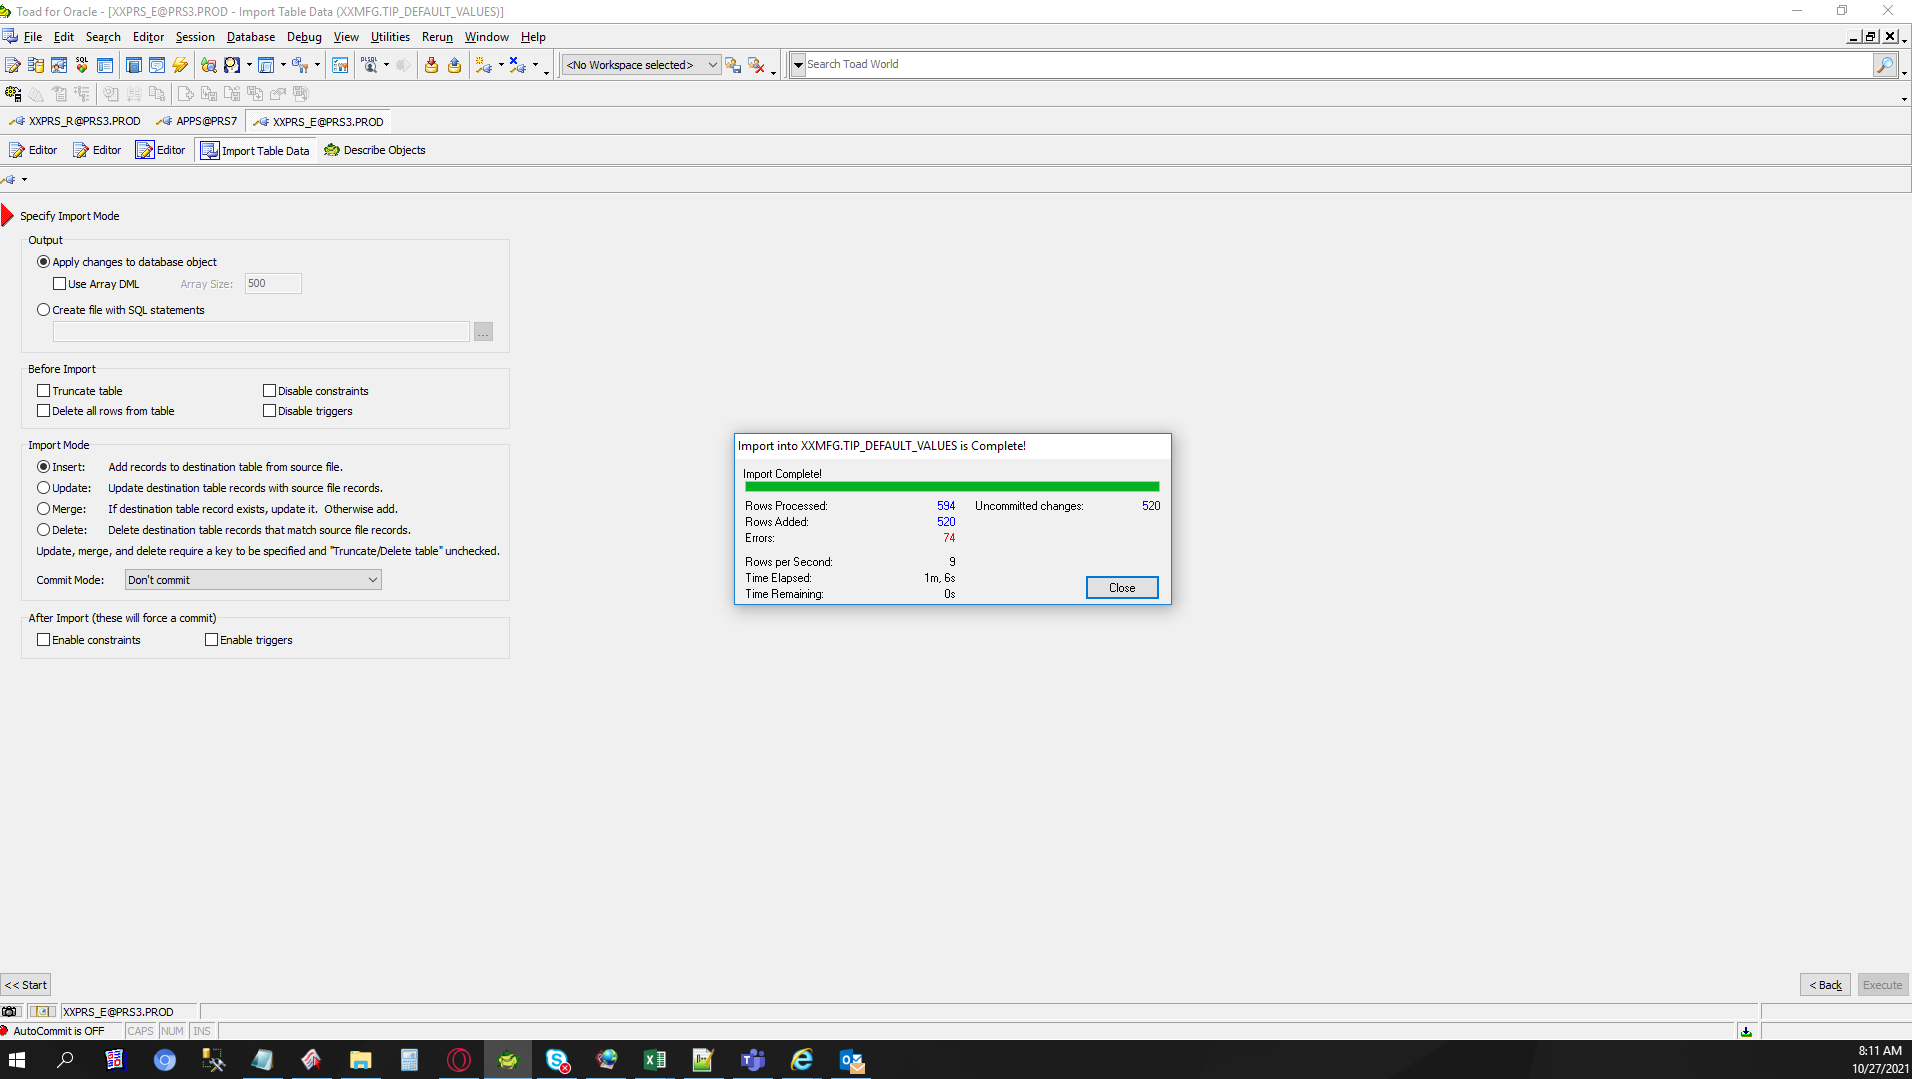 Toad for Oracle - [XXPRS_E@PRS3.PROD - Import Table Data (XXMFG.TIP_DEFAULT_VALUES)]
File Edit Search Editor Session Database Debug View Utilities Rerun Window Help
SQL
PLSQL
<No Workspace selected>
Search Toad World
XXPRS_R@PRS3.PROD APPS@PRS7 XXPRS_E@PRS3.PROD
Editor Editor Editor Import Table Data Describe Objects
Specify Import Mode
Output
Apply changes to database object
Use Array DML Array Size: 500
Create file with SQL statements
...
Before Import
Truncate table Disable constraints
Delete all rows from table Disable triggers
Import Mode
Insert: Add records to destination table from source file.
Update: Update destination table records with source file records.
Merge: If destination table record exists, update it. Otherwise add.
Delete: Delete destination table records that match source file records.
Update, merge, and delete require a key to be specified and "Truncate/Delete table" unchecked.
Commit Mode: Don't commit
After Import (these will force a commit)
Enable constraints Enable triggers
Import into XXMFG.TIP_DEFAULT_VALUES is Complete!
Import Complete!
Rows Processed: 594 Uncommitted changes: 520
Rows Added: 520
Errors: 74
Rows per Second: 9
Time Elapsed: 1m, 6s
Time Remaining: 0s
Close
<< Start
< Back
Execute
XXPRS_E@PRS3.PROD
AutoCommit is OFF CAPS NUM INS
8:11 AM
10/27/2021